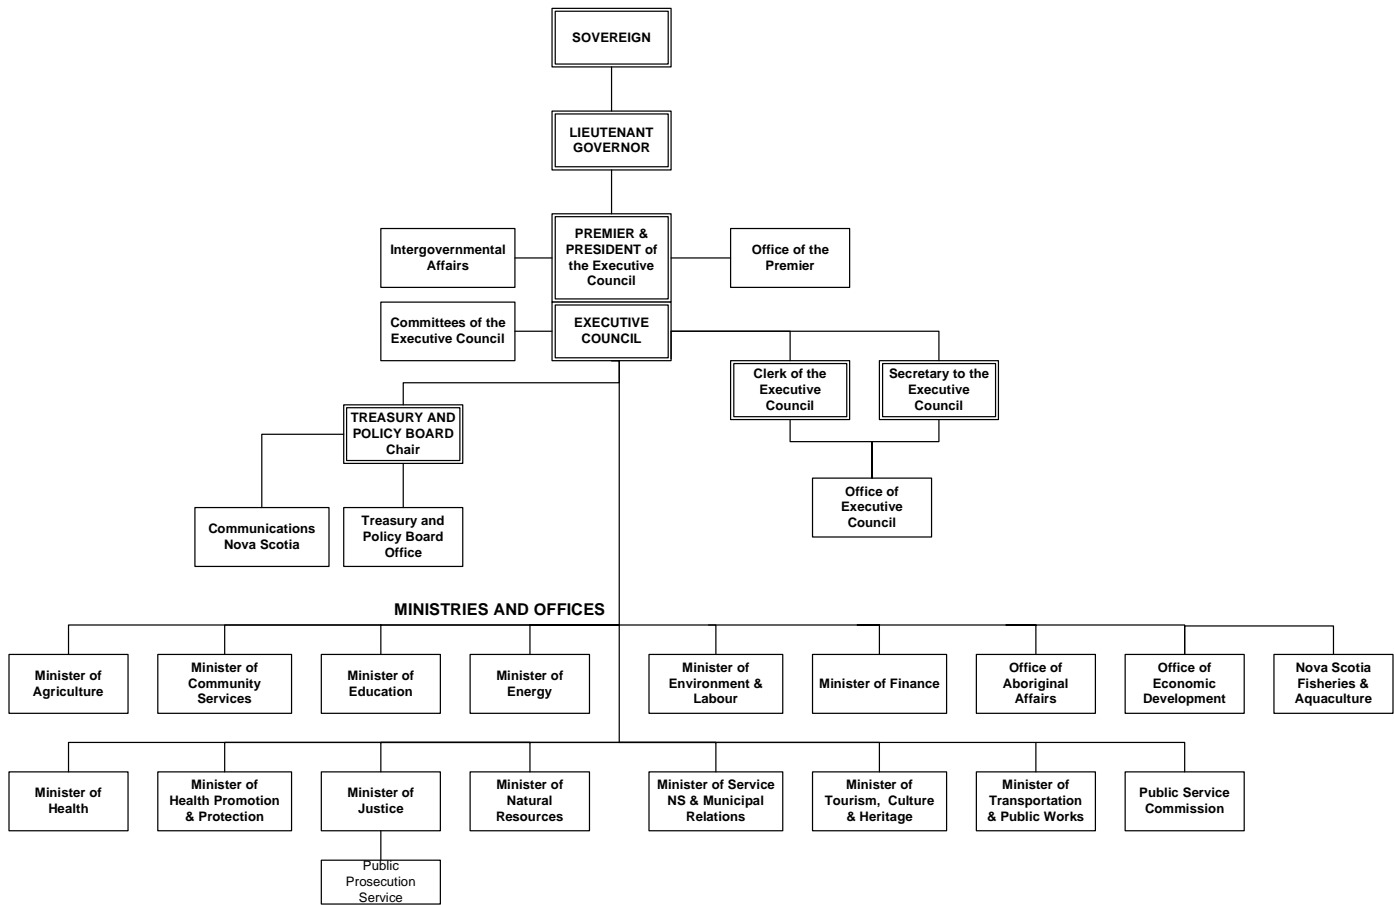 SOVEREIGN
LIEUTENANT
GOVERNOR
Intergovernmental
Affairs
PREMIER &
PRESIDENT of
the Executive
Council
Office of the
Premier
Committees of the
Executive Council
EXECUTIVE
COUNCIL
Clerk of the
Executive
Council
Secretary to the
Executive
Council
TREASURY AND
POLICY BOARD
Chair
Office of
Executive
Council
Communications
Nova Scotia
Treasury and
Policy Board
Office
MINISTRIES AND OFFICES
Minister of
Agriculture
Minister of
Community
Services
Minister of
Education
Minister of
Energy
Minister of
Environment &
Labour
Minister of Finance
Office of
Aboriginal
Affairs
Office of
Economic
Development
Nova Scotia
Fisheries &
Aquaculture
Minister of
Health
Minister of
Health Promotion
& Protection
Minister of
Justice
Minister of
Natural
Resources
Minister of Service
NS & Municipal
Relations
Minister of
Tourism, Culture
& Heritage
Minister of
Transportation
& Public Works
Public Service
Commission
Public
Prosecution
Service